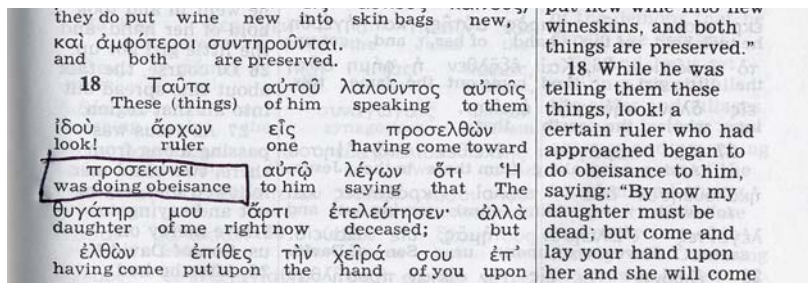 they do put wine new into skin bags new,
καὶ ἀμφότεροι συντηροῦνται.
and both are preserved.
18 Ταῦτα αὐτοῦ λαλοῦντος αὐτοῖς
These (things) of him speaking to them
ἰδοὺ ἄρχων εἷς προσελθὼν
look! ruler one having come toward
προσεκύνει αὐτῷ λέγων ὅτι Ἡ
was doing obeisance to him saying that The
θυγάτηρ μου ἄρτι ἐτελεύτησεν· ἀλλὰ
daughter of me right now deceased; but
ἐλθὼν ἐπίθες τὴν χεῖρά σου ἐπ’
having come put upon the hand of you upon
put new wine into new
wineskins, and both
things are preserved.”
18 While he was
telling them these
things, look! a
certain ruler who had
approached began to
do obeisance to him,
saying: “By now my
daughter must be
dead; but come and
lay your hand upon
her and she will come